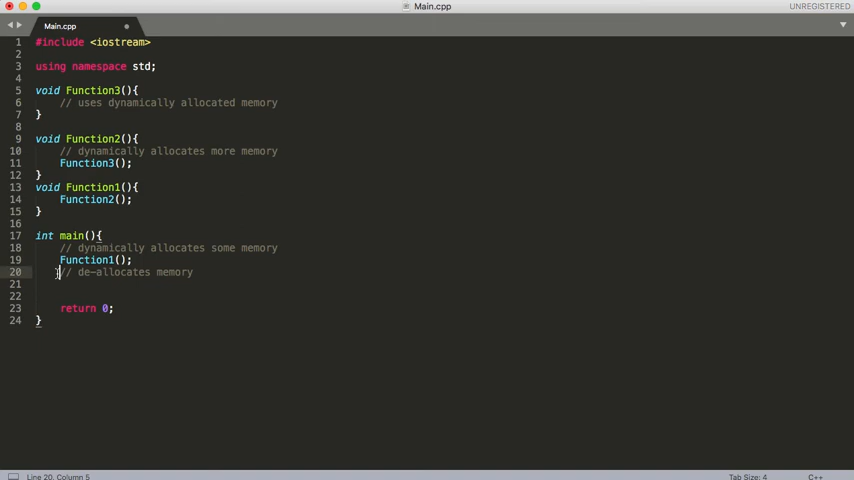 Main.cpp
UNREGISTERED
Main.cpp
1 #include <iostream>
2
3 using namespace std;
4
5 void Function3(){
6 // uses dynamically allocated memory
7 }
8
9 void Function2(){
10 // dynamically allocates more memory
11 Function3();
12 }
13 void Function1(){
14 Function2();
15 }
16
17 int main(){
18 // dynamically allocates some memory
19 Function1();
20 // de-allocates memory
21
22
23 return 0;
24 }
Line 20, Column 5
Tab Size: 4
C++